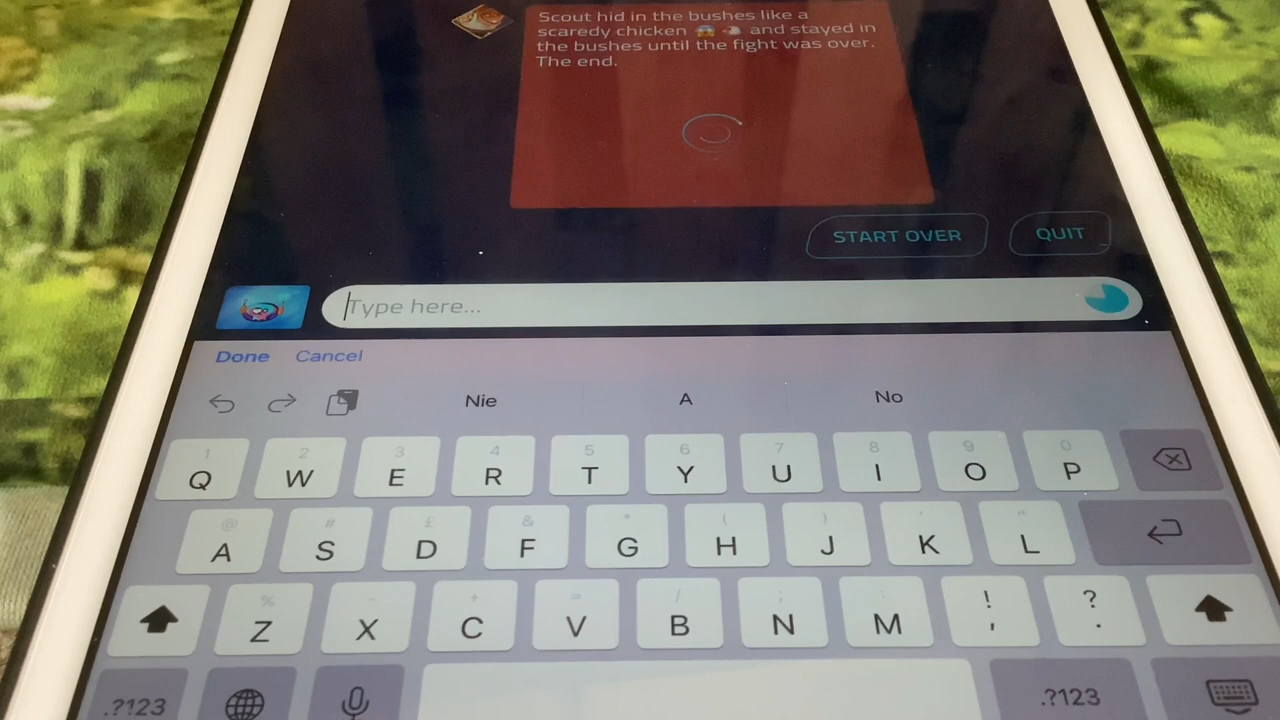 Scout hid in the bushes like a
scaredy chicken 😱🐔 and stayed in
the bushes until the fight was over.
The end.
START OVER QUIT
Type here...
Done Cancel
Nie A No
1 2 3 4 5 6 7 8 9 0
Q W E R T Y U I O P
@ # £ & * ( ) ' "
A S D F G H J K L
% - + = / ; : ! ?
Z X C V B N M , .
.?123 .?123